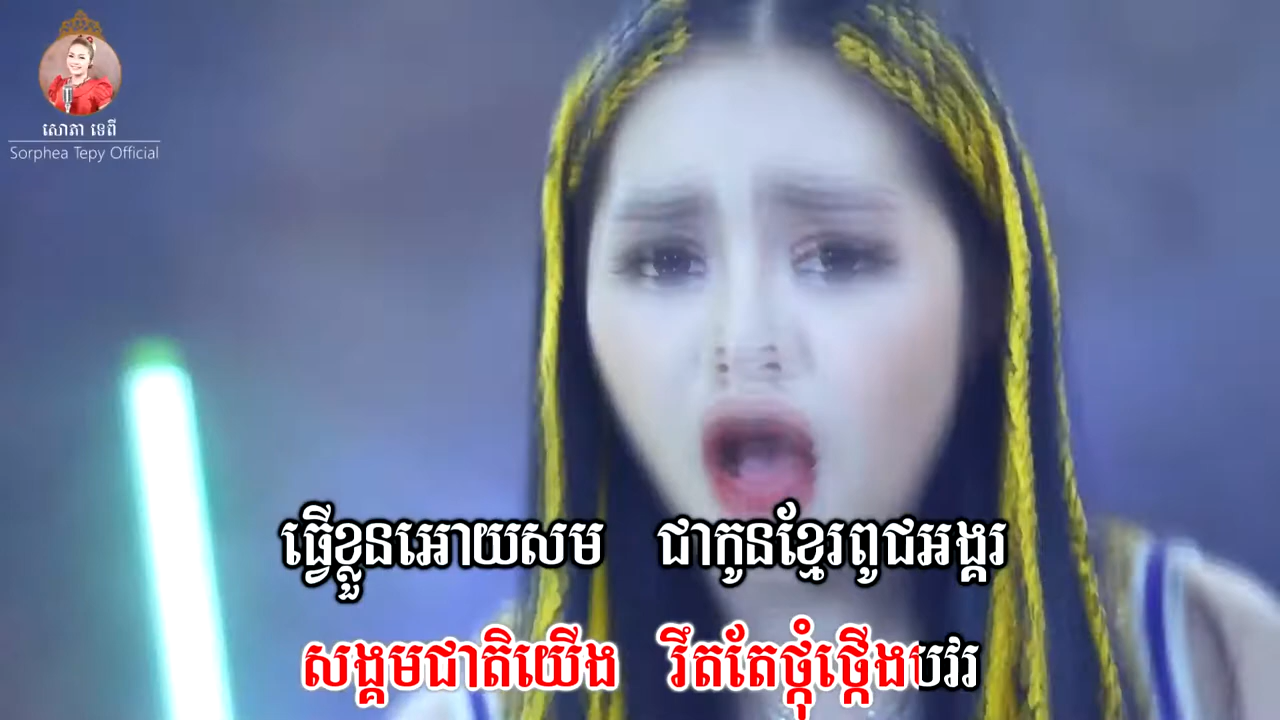 សោភា ទេពី
Sorphea Tepy Official
ធ្វើខ្លួនអោយសម ជាកូនខ្មែរពូជអង្គរ
សង្គមជាតិយើង រឹតតែថ្កុំថ្កើងបវរ